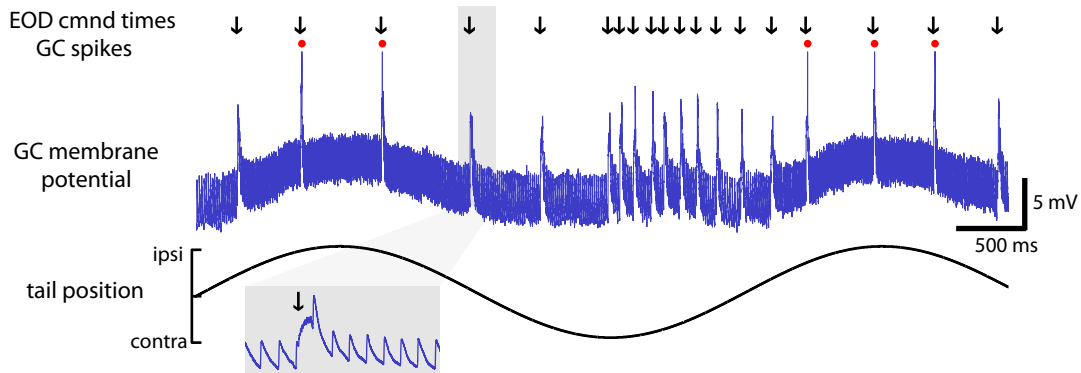 EOD cmnd times
GC spikes
GC membrane
potential
5 mV
500 ms
ipsi
tail position
contra